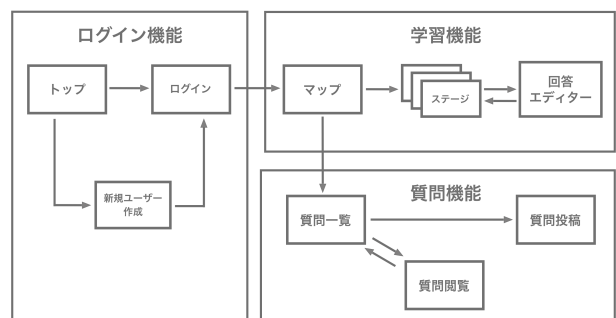 ログイン機能
トップ
ログイン
新規ユーザー
作成
学習機能
マップ
ステージ
回答
エディター
質問機能
質問一覧
質問投稿
質問閲覧